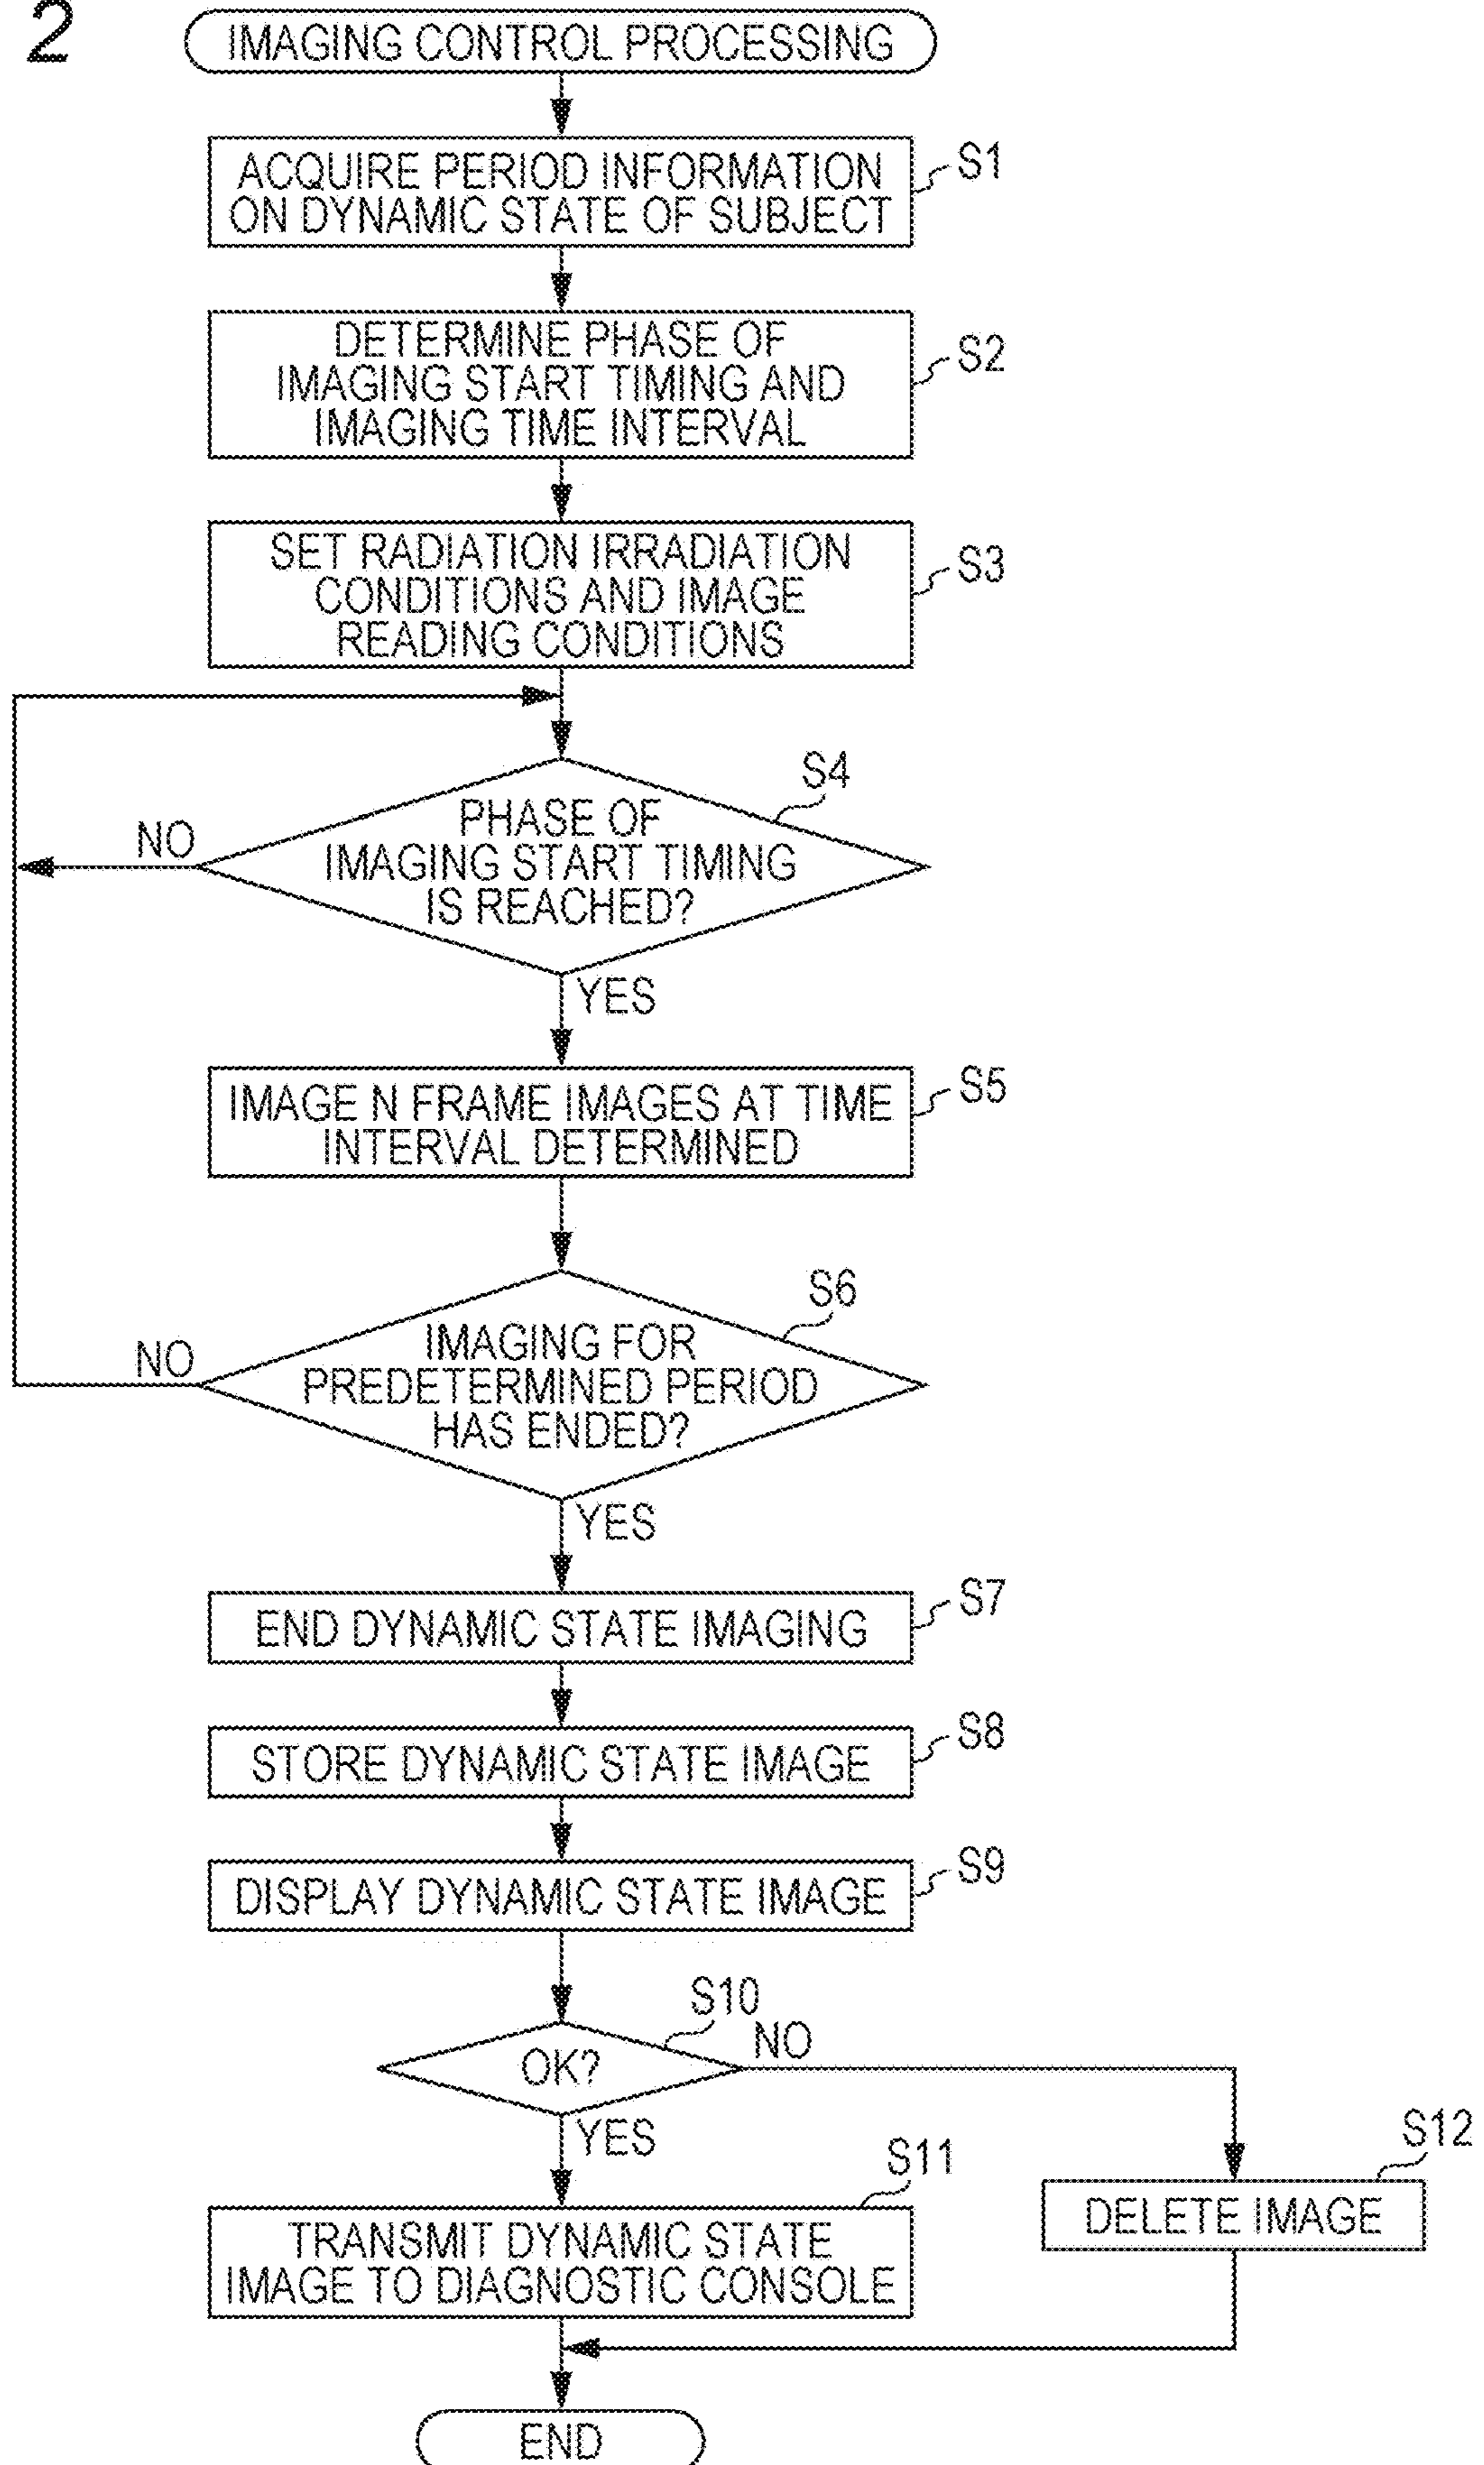 2
IMAGING CONTROL PROCESSING
S1
ACQUIRE PERIOD INFORMATION
ON DYNAMIC STATE OF SUBJECT
S2
DETERMINE PHASE OF
IMAGING START TIMING AND
IMAGING TIME INTERVAL
S3
SET RADIATION IRRADIATION
CONDITIONS AND IMAGE
READING CONDITIONS
S4
PHASE OF
IMAGING START TIMING
IS REACHED?
NO
YES
S5
IMAGE N FRAME IMAGES AT TIME
INTERVAL DETERMINED
S6
IMAGING FOR
PREDETERMINED PERIOD
HAS ENDED?
NO
YES
S7
END DYNAMIC STATE IMAGING
S8
STORE DYNAMIC STATE IMAGE
S9
DISPLAY DYNAMIC STATE IMAGE
S10
OK?
NO
YES
S11
TRANSMIT DYNAMIC STATE
IMAGE TO DIAGNOSTIC CONSOLE
S12
DELETE IMAGE
END